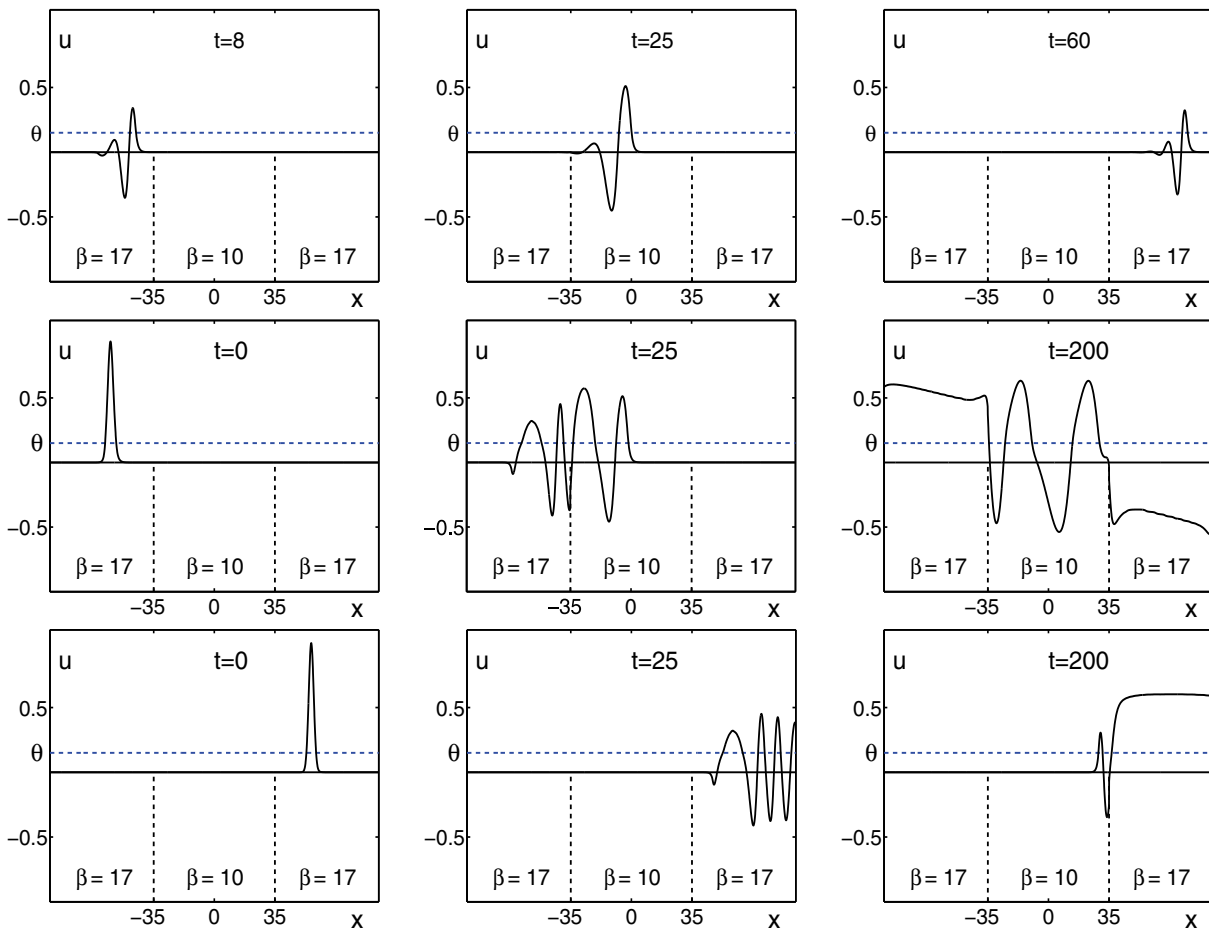 u t=8
0.5
θ
−0.5
β = 17 β = 10 β = 17
−35 0 35 x
u t=25
0.5
θ
−0.5
β = 17 β = 10 β = 17
−35 0 35 x
u t=60
0.5
θ
−0.5
β = 17 β = 10 β = 17
−35 0 35 x
u t=0
0.5
θ
−0.5
β = 17 β = 10 β = 17
−35 0 35 x
u t=25
0.5
θ
−0.5
β = 17 β = 10 β = 17
−35 0 35 x
u t=200
0.5
θ
−0.5
β = 17 β = 10 β = 17
−35 0 35 x
u t=0
0.5
θ
−0.5
β = 17 β = 10 β = 17
−35 0 35 x
u t=25
0.5
θ
−0.5
β = 17 β = 10 β = 17
−35 0 35 x
u t=200
0.5
θ
−0.5
β = 17 β = 10 β = 17
−35 0 35 x